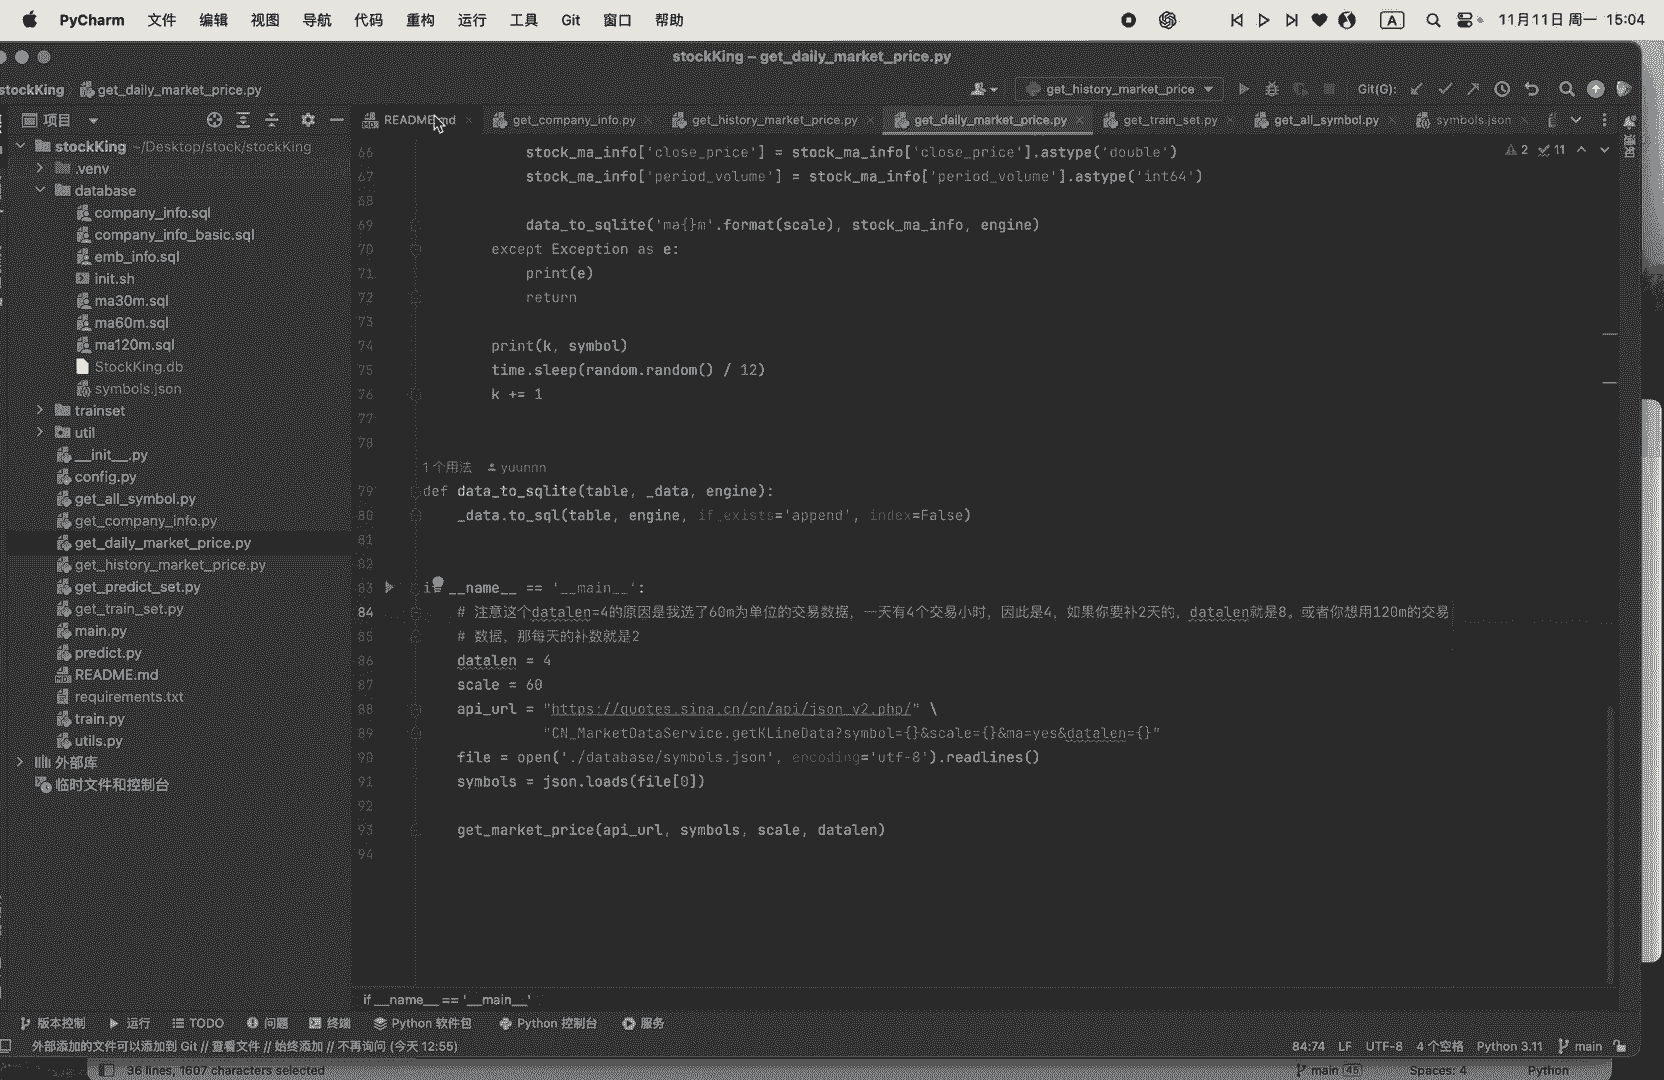 PyCharm 文件 编辑 视图 导航 代码 重构 运行 工具 Git 窗口 帮助 A 11月11日 周一 15:04
stockKing – get_daily_market_price.py
stockKing get_daily_market_price.py get_history_market_price Git(G):
项目 README.md get_company_info.py get_history_market_price.py get_daily_market_price.py get_train_set.py get_all_symbol.py symbols.json
stockKing ~/Desktop/stock/stockKing
.venv
database
company_info.sql
company_info_basic.sql
emb_info.sql
init.sh
ma30m.sql
ma60m.sql
ma120m.sql
StockKing.db
symbols.json
trainset
util
__init__.py
config.py
get_all_symbol.py
get_company_info.py
get_daily_market_price.py
get_history_market_price.py
get_predict_set.py
get_train_set.py
main.py
predict.py
README.md
requirements.txt
train.py
utils.py
外部库
临时文件和控制台
2 11
通知
66 stock_ma_info['close_price'] = stock_ma_info['close_price'].astype('double')
67 stock_ma_info['period_volume'] = stock_ma_info['period_volume'].astype('int64')
68
69 data_to_sqlite('ma{}m'.format(scale), stock_ma_info, engine)
70 except Exception as e:
71 print(e)
72 return
73
74 print(k, symbol)
75 time.sleep(random.random() / 12)
76 k += 1
77
78
1 个用法 yuunnn
79 def data_to_sqlite(table, _data, engine):
80 _data.to_sql(table, engine, if_exists='append', index=False)
81
82
83 if __name__ == '__main__':
84 # 注意这个datalen=4的原因是我选了60m为单位的交易数据，一天有4个交易小时，因此是4，如果你要补2天的，datalen就是8。或者你想用120m的交易
85 # 数据，那每天的补数就是2
86 datalen = 4
87 scale = 60
88 api_url = "https://quotes.sina.cn/cn/api/json_v2.php/" \
89 "CN_MarketDataService.getKLineData?symbol={}&scale={}&ma=yes&datalen={}"
90 file = open('./database/symbols.json', encoding='utf-8').readlines()
91 symbols = json.loads(file[0])
92
93 get_market_price(api_url, symbols, scale, datalen)
94
if __name__ == '__main__'
版本控制 运行 TODO 问题 终端 Python 软件包 Python 控制台 服务
外部添加的文件可以添加到 Git // 查看文件 // 始终添加 // 不再询问 (今天 12:55) 84:74 LF UTF-8 4 个空格 Python 3.11 main
36 lines, 1607 characters selected main 45 Spaces: 4 Python